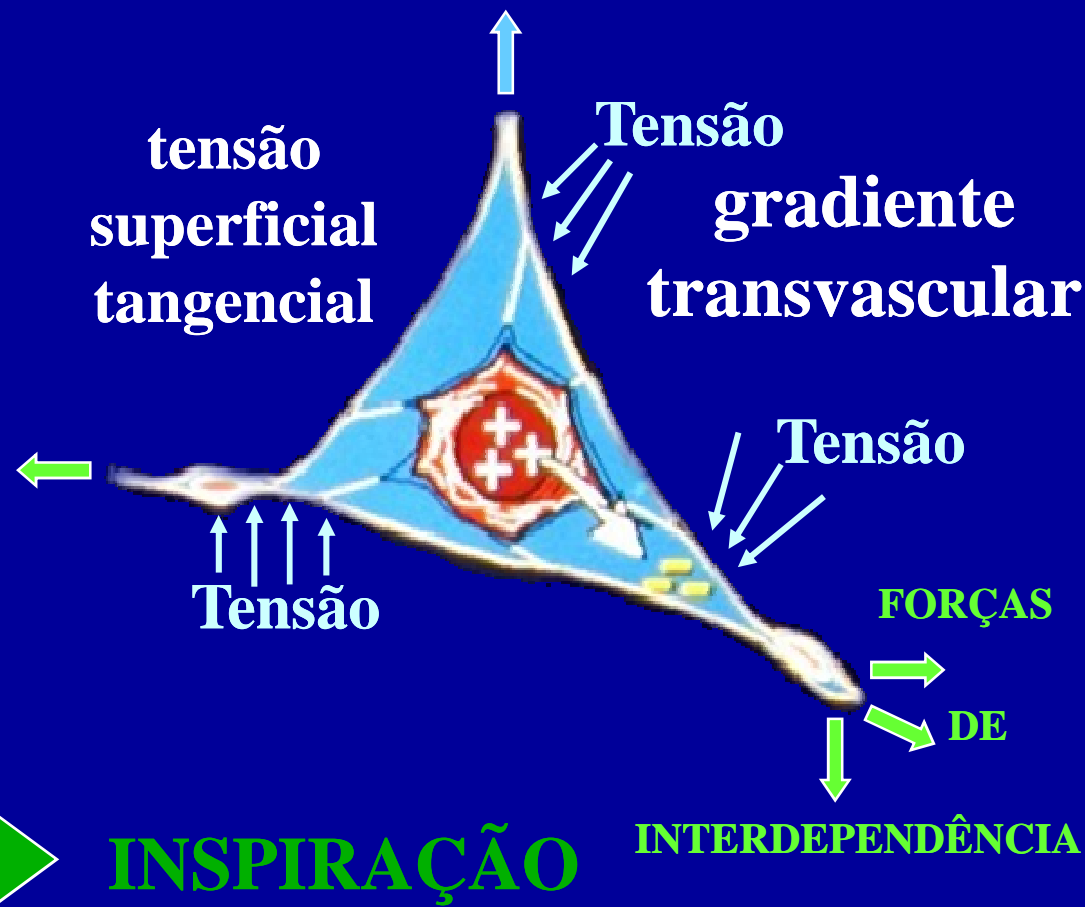 tensão
superficial
tangencial
Tensão
gradiente
transvascular
Tensão
Tensão
FORÇAS
DE
INTERDEPENDÊNCIA
INSPIRAÇÃO